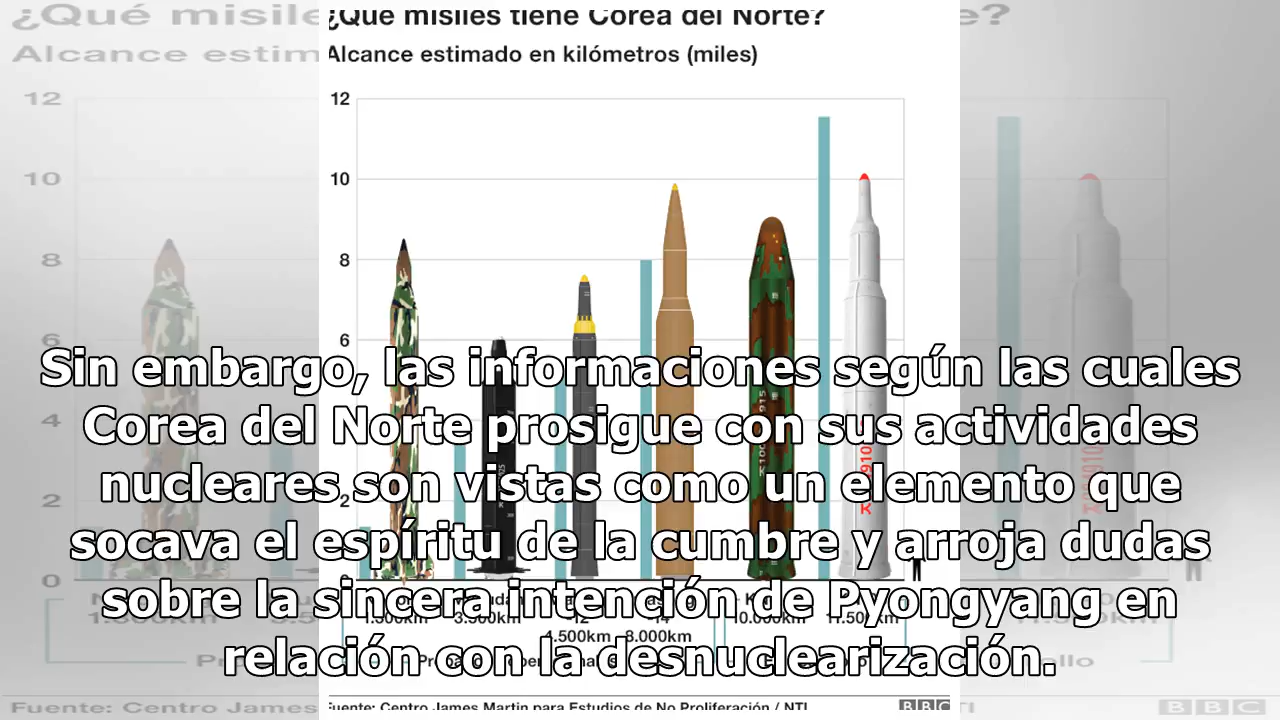 ¿Qué misiles tiene Corea del Norte?
Alcance estimado en kilómetros (miles)
12
10
8
6
2
0
Sin embargo, las informaciones según las cuales
Corea del Norte prosigue con sus actividades
nucleares son vistas como un elemento que
socava el espíritu de la cumbre y arroja dudas
sobre la sincera intención de Pyongyang en
relación con la desnuclearización.
1.300km 3.500km 10.000km 11.500km
4.500km 8.000km
Fuente: Centro James Martin para Estudios de No Proliferación / NTI
BBC